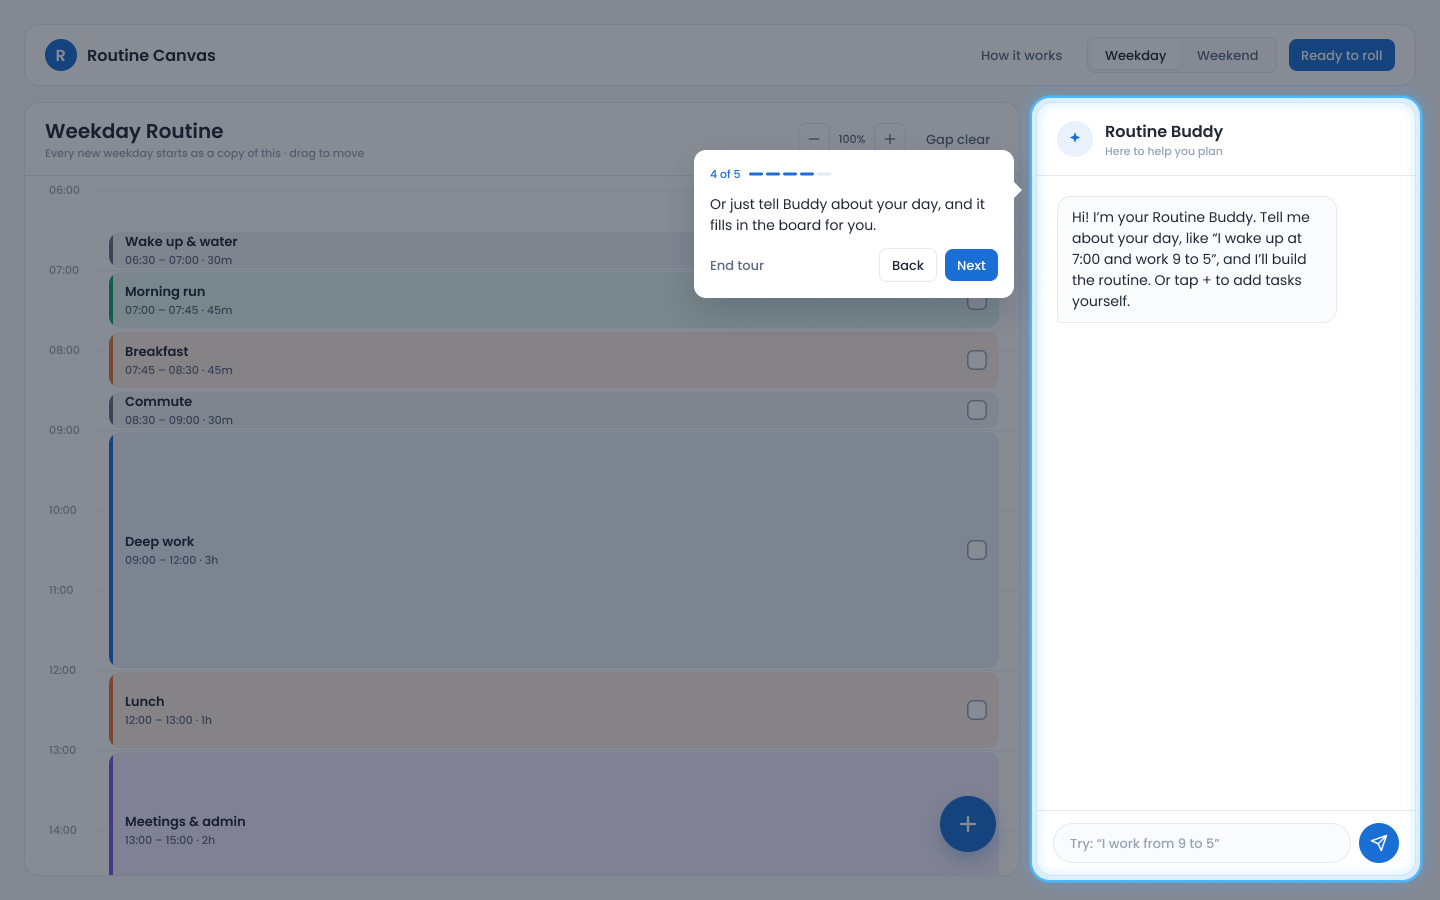 R
Routine Canvas
How it works
Weekday
Weekend
Ready to roll
Weekday Routine
Every new weekday starts as a copy of this · drag to move
− 100% +
Gap clear
4 of 5
Or just tell Buddy about your day, and it
fills in the board for you.
End tour
Back
Next
06:00
Wake up & water
06:30 – 07:00 · 30m
07:00
Morning run
07:00 – 07:45 · 45m
08:00
Breakfast
07:45 – 08:30 · 45m
Commute
08:30 – 09:00 · 30m
09:00
10:00
Deep work
09:00 – 12:00 · 3h
11:00
12:00
Lunch
12:00 – 13:00 · 1h
13:00
Meetings & admin
13:00 – 15:00 · 2h
14:00
+
Routine Buddy
Here to help you plan
Hi! I’m your Routine Buddy. Tell me
about your day, like “I wake up at
7:00 and work 9 to 5”, and I’ll build
the routine. Or tap + to add tasks
yourself.
Try: “I work from 9 to 5”